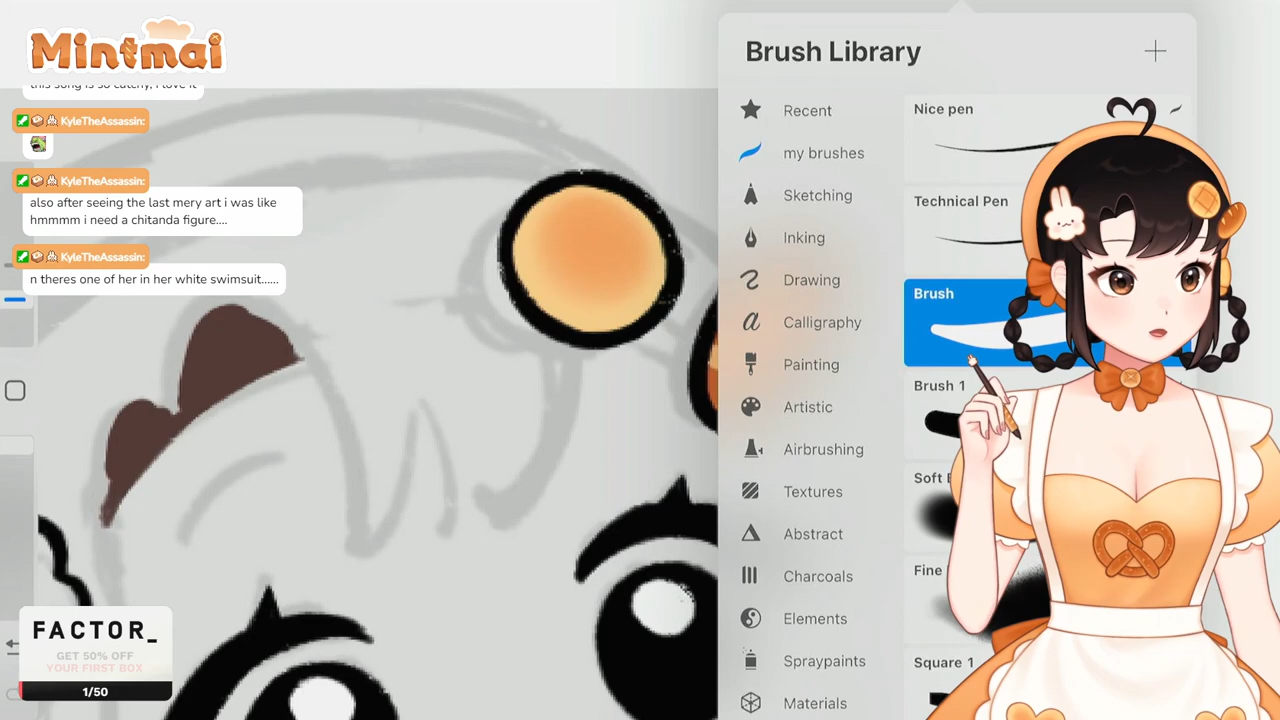 Mintmai
this song is so catchy, i love it
KyleTheAssassin:
KyleTheAssassin:
also after seeing the last mery art i was like
hmmmm i need a chitanda figure....
KyleTheAssassin:
n theres one of her in her white swimsuit......
FACTOR_
GET 50% OFF
YOUR FIRST BOX
1/50
Brush Library
Recent
my brushes
Sketching
Inking
Drawing
Calligraphy
Painting
Artistic
Airbrushing
Textures
Abstract
Charcoals
Elements
Spraypaints
Materials
Nice pen
Technical Pen
Brush
Brush 1
Soft
Fine
Square 1